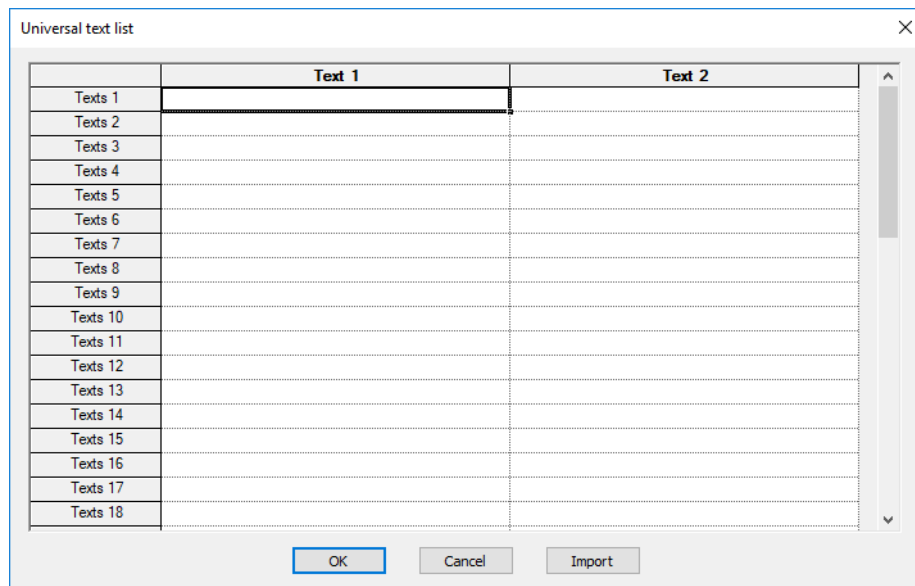 Universal text list
Text 1 Text 2
Texts 1
Texts 2
Texts 3
Texts 4
Texts 5
Texts 6
Texts 7
Texts 8
Texts 9
Texts 10
Texts 11
Texts 12
Texts 13
Texts 14
Texts 15
Texts 16
Texts 17
Texts 18
OK Cancel Import